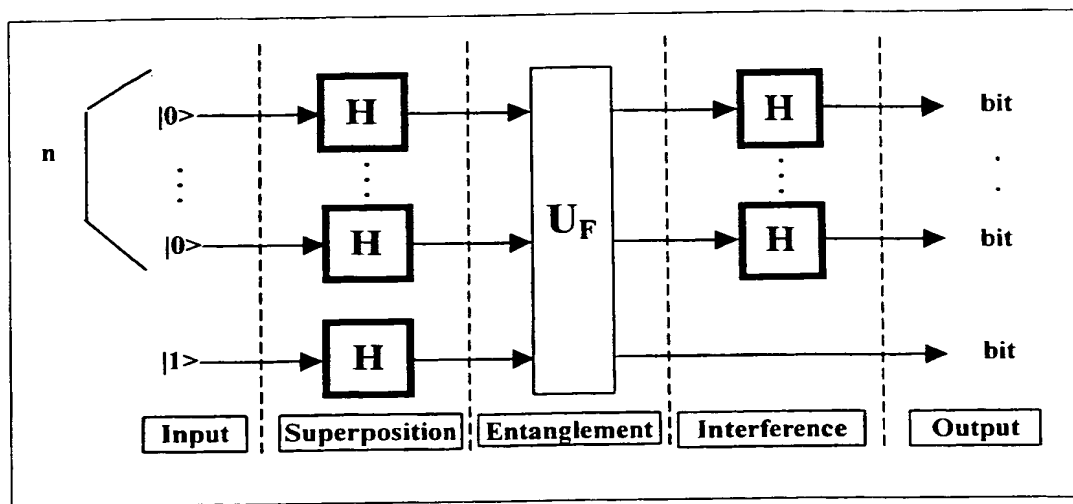 |0> H H bit
n
|0> H U_F H bit
|1> H bit
Input Superposition Entanglement Interference Output